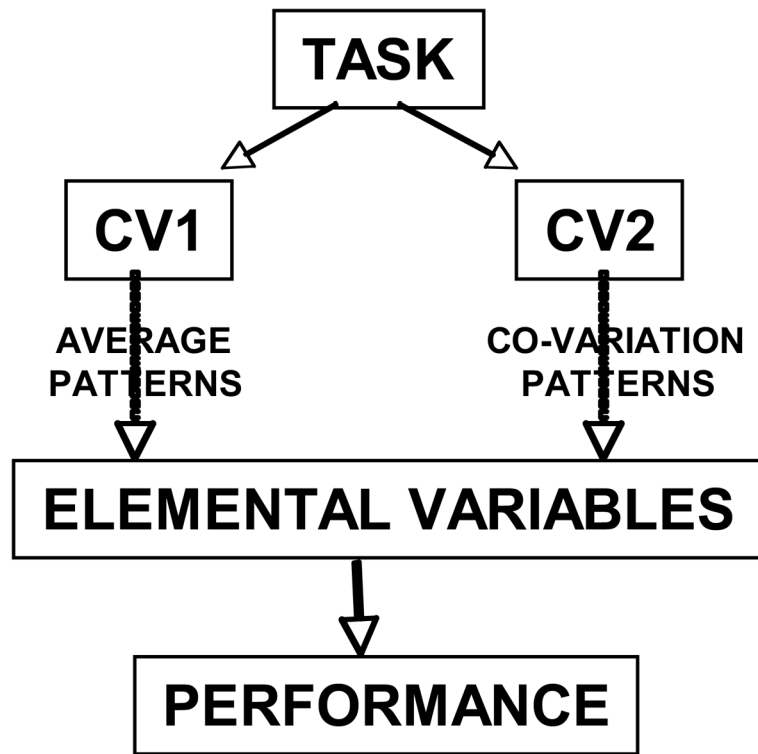 TASK
CV1
CV2
AVERAGE
PATTERNS
CO-VARIATION
PATTERNS
ELEMENTAL VARIABLES
PERFORMANCE